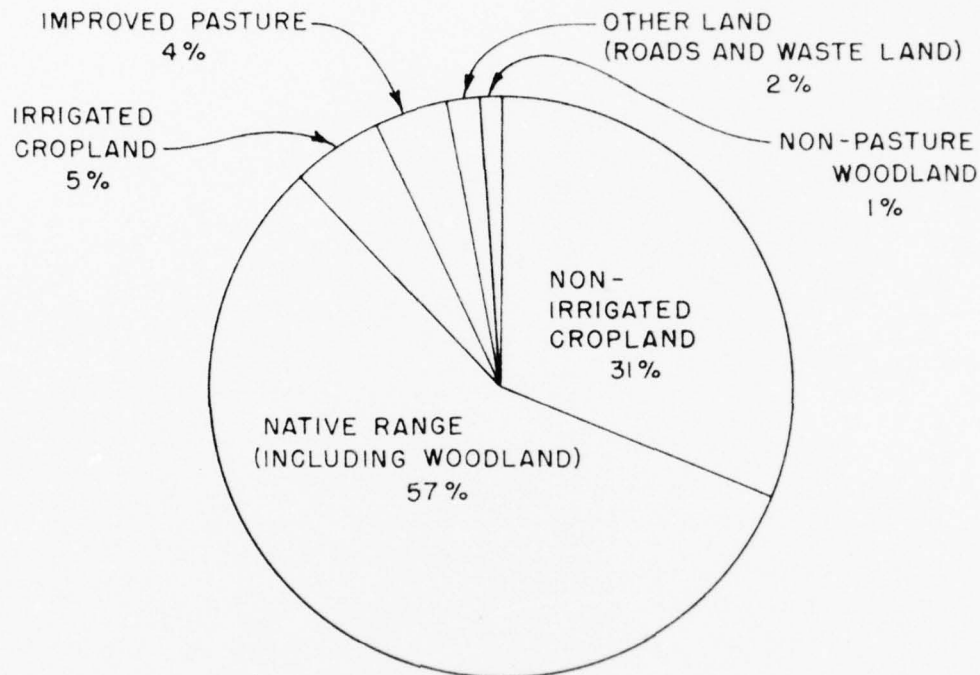 IMPROVED PASTURE
4%
OTHER LAND
(ROADS AND WASTE LAND)
2%
IRRIGATED
CROPLAND
5%
NON-PASTURE
WOODLAND
1%
NON-
IRRIGATED
CROPLAND
31%
NATIVE RANGE
(INCLUDING WOODLAND)
57%